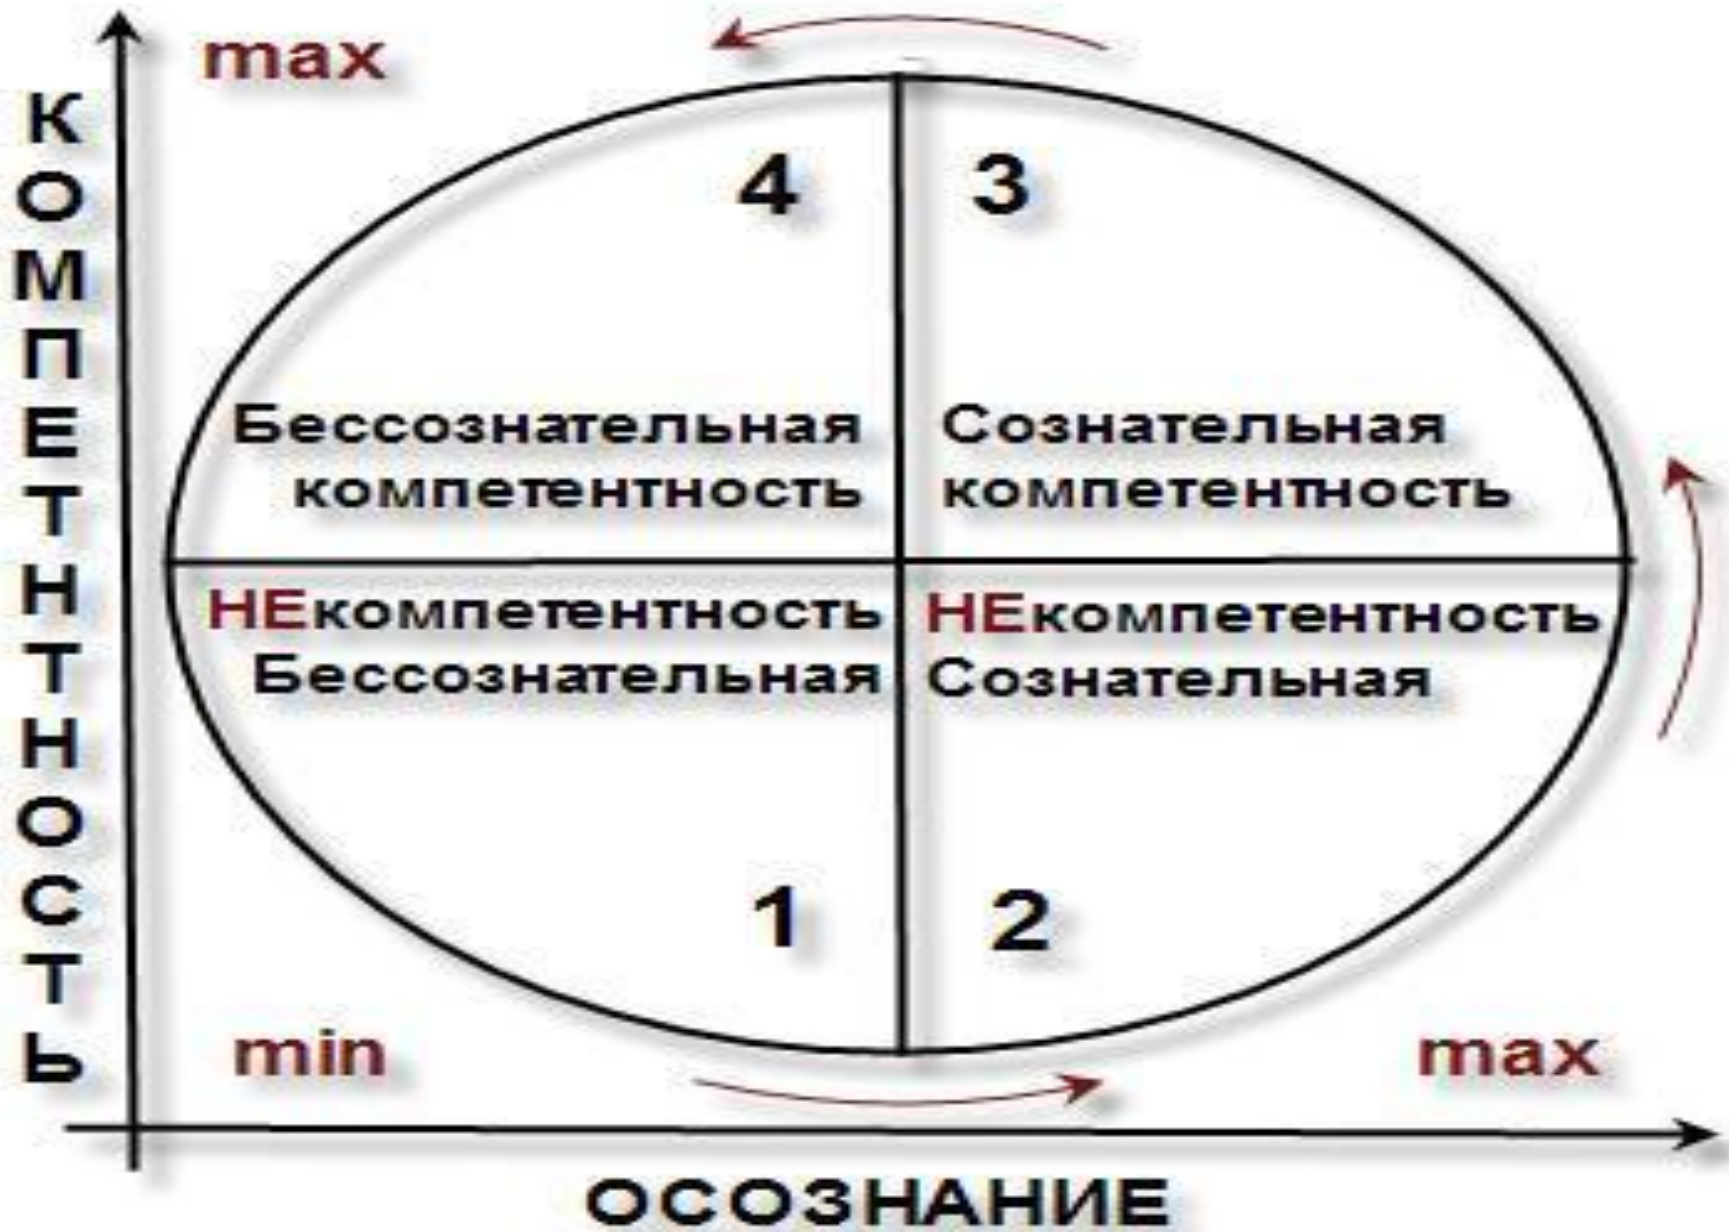 КОМПЕТНТНОСТЬ
max
4
3
Бессознательная
компетентность
Сознательная
компетентность
НЕкомпетентность
Бессознательная
НЕкомпетентность
Сознательная
1
2
min
max
ОСОЗНАНИЕ